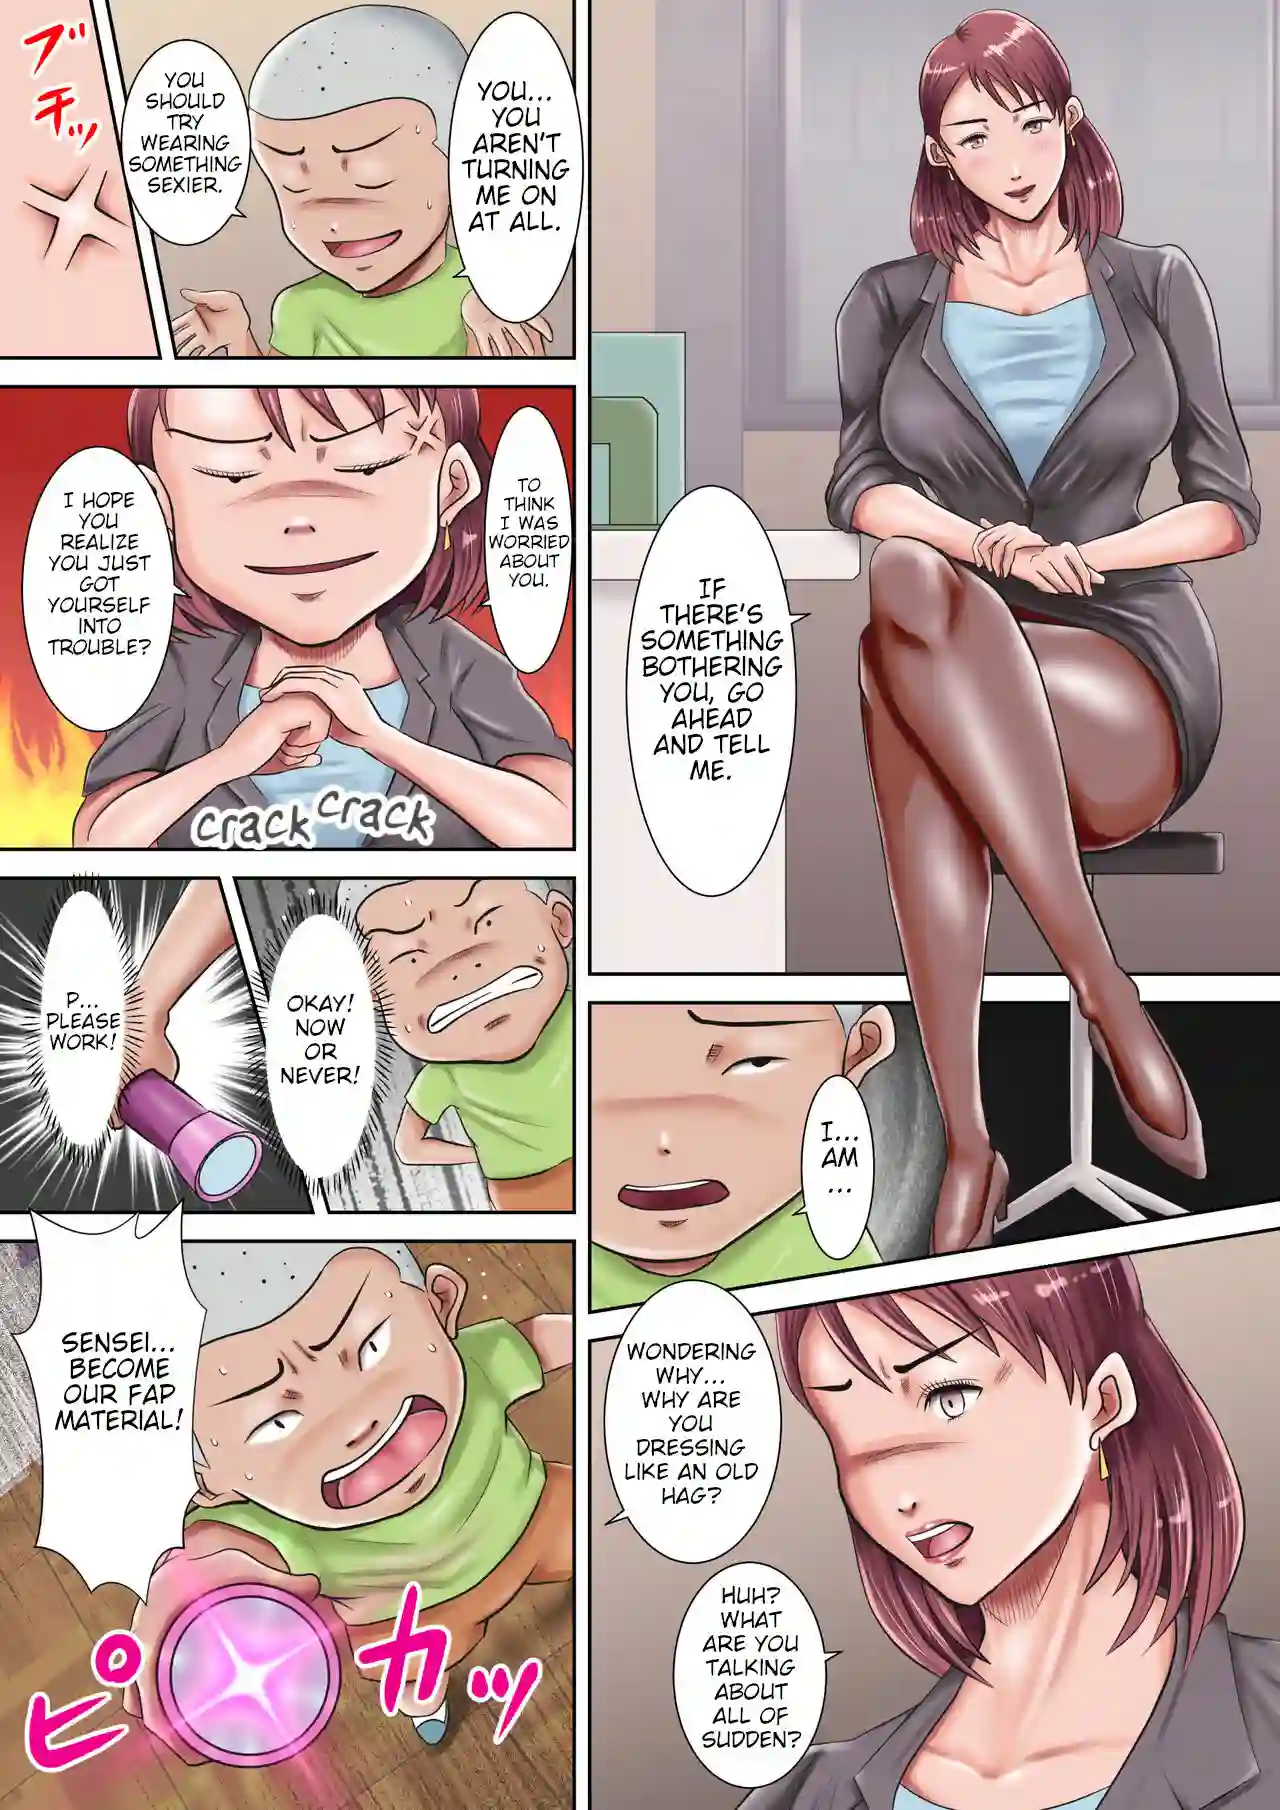 IF
THERE'S
SOMETHING
BOTHERING
YOU, GO
AHEAD
AND TELL
ME.
I...
AM
...
WONDERING
WHY...
WHY ARE
YOU
DRESSING
LIKE AN OLD
HAG?
HUH?
WHAT
ARE YOU
TALKING
ABOUT
ALL OF
SUDDEN?
YOU...
YOU
AREN'T
TURNING
ME ON
AT ALL.
YOU
SHOULD
TRY
WEARING
SOMETHING
SEXIER.
ブチッ
TO
THINK
I WAS
WORRIED
ABOUT
YOU.
I HOPE
YOU
REALIZE
YOU JUST
GOT
YOURSELF
INTO
TROUBLE?
crack crack
OKAY!
NOW
OR
NEVER!
P...
PLEASE
WORK!
SENSEI...
BECOME
OUR FAP
MATERIAL!
ピカッ